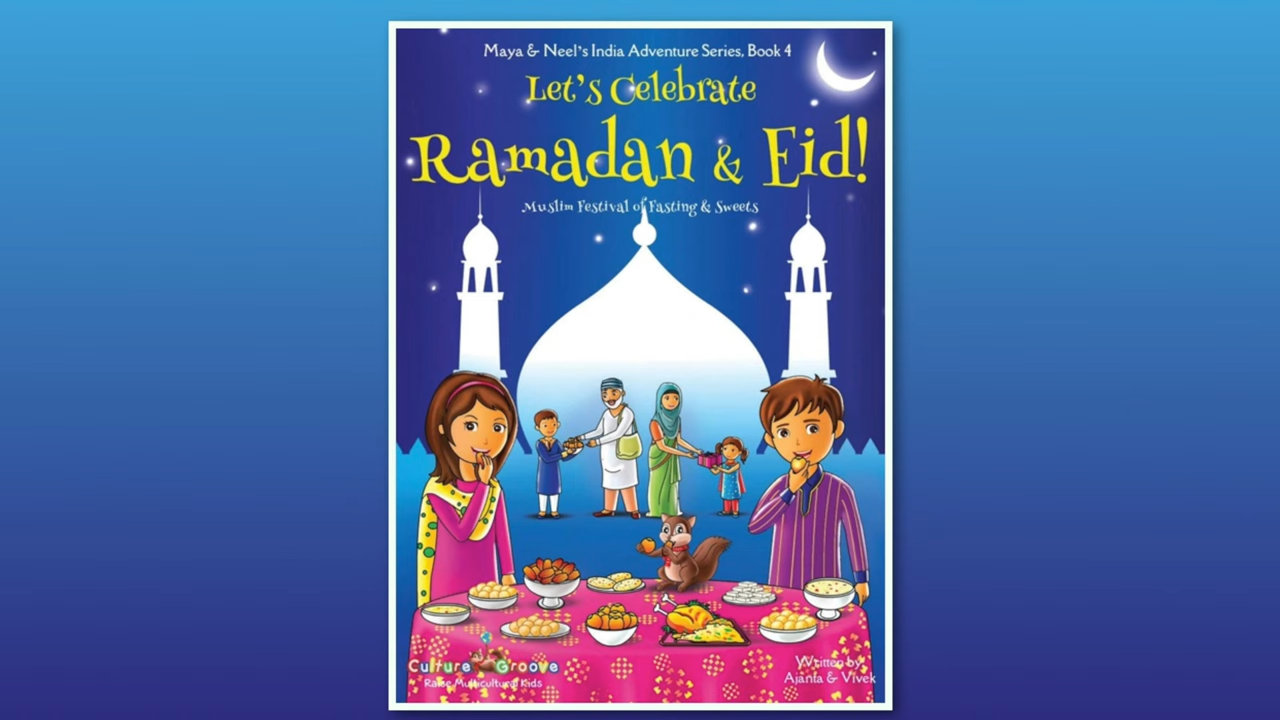 Maya & Neel's India Adventure Series, Book 4
Let's Celebrate
Ramadan & Eid!
Muslim Festival of Fasting & Sweets
Culture Groove
Raise Multicultural Kids
Written by
Ajanta & Vivek